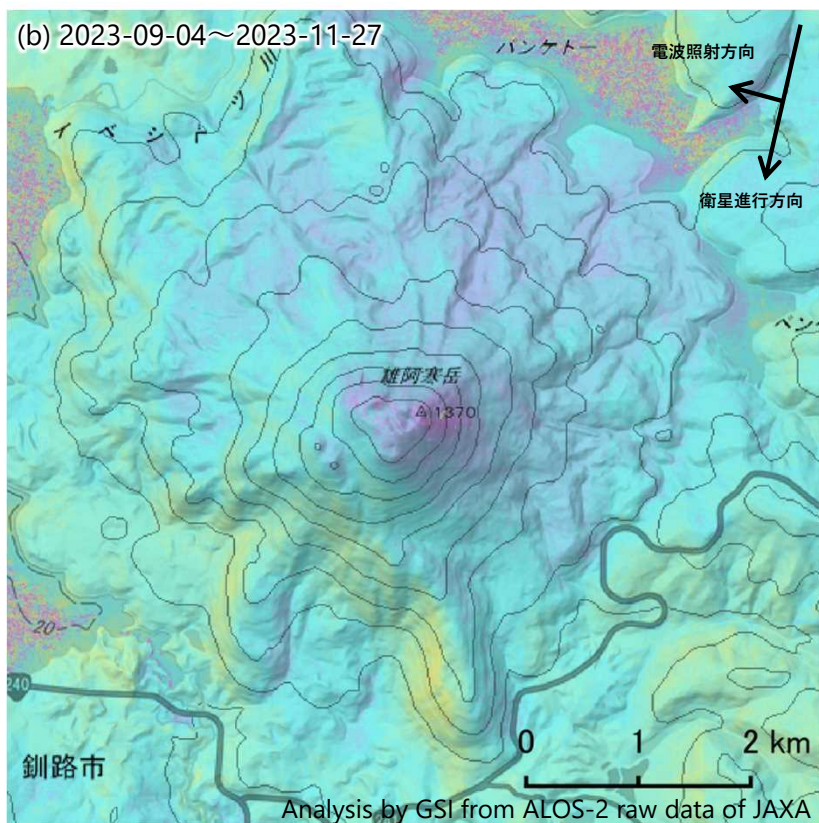 (b) 2023-09-04～2023-11-27
パンケトー
電波照射方向
衛星進行方向
イベシベツ川
ペン
雄阿寒岳
1370
20
240
釧路市
0 1 2 km
Analysis by GSI from ALOS-2 raw data of JAXA